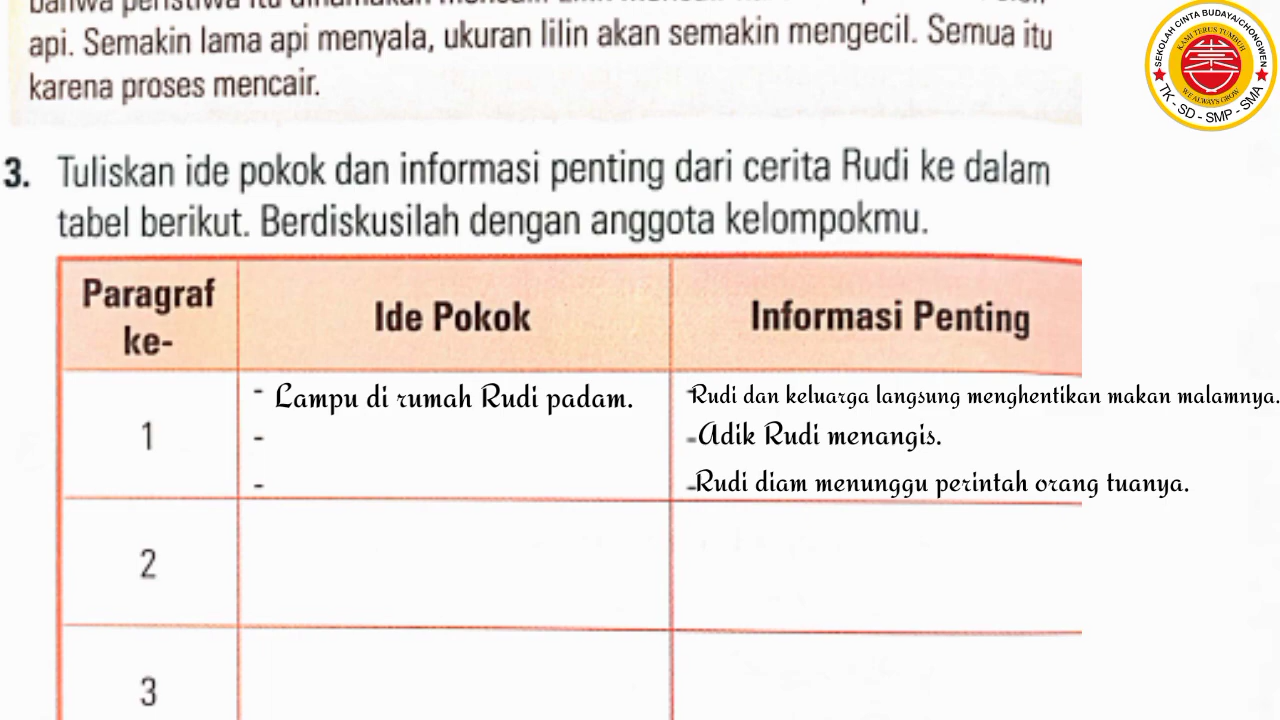 api. Semakin lama api menyala, ukuran lilin akan semakin mengecil. Semua itu
karena proses mencair.
SEKOLAH CINTA BUDAYA/CHONGWEN
KAMI TERUS TUMBUH
WE ALWAYS GROW
TK - SD - SMP - SMA
3. Tuliskan ide pokok dan informasi penting dari cerita Rudi ke dalam
tabel berikut. Berdiskusilah dengan anggota kelompokmu.
Paragraf
ke-
Ide Pokok
Informasi Penting
1
- Lampu di rumah Rudi padam.
-
-
-Rudi dan keluarga langsung menghentikan makan malamnya.
-Adik Rudi menangis.
-Rudi diam menunggu perintah orang tuanya.
2
3